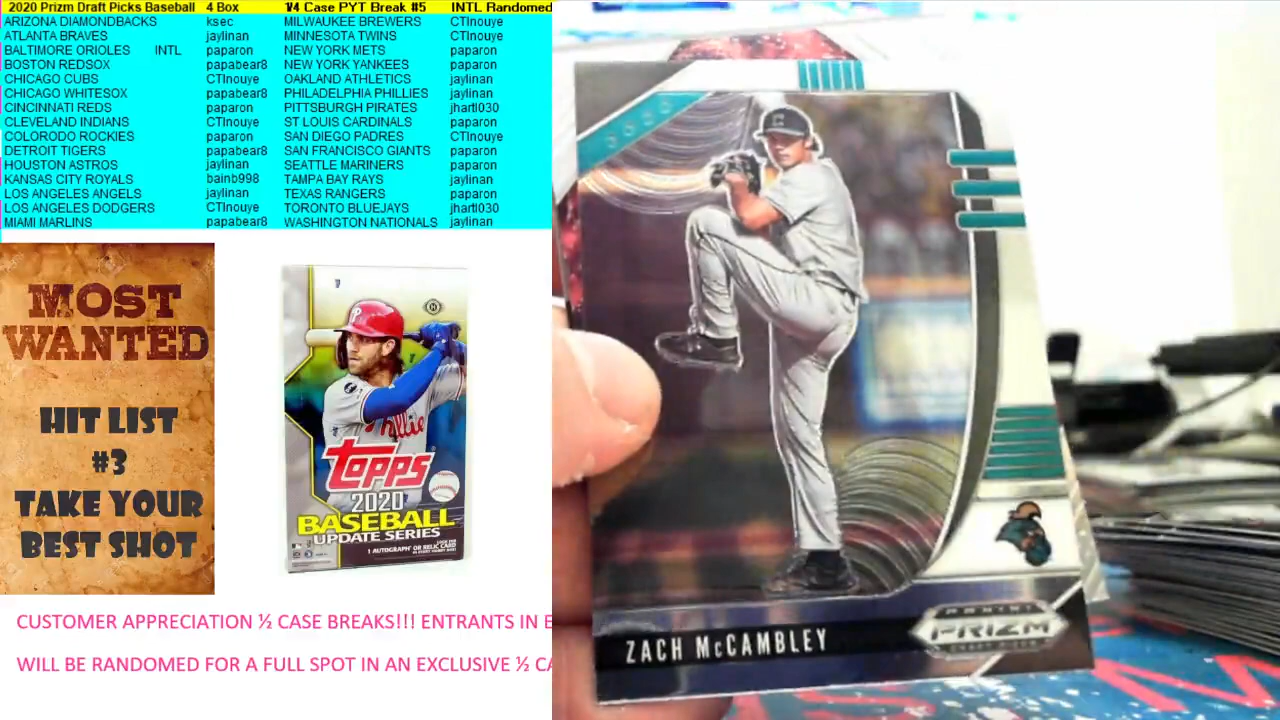 2020 Prizm Draft Picks Baseball 4 Box 1/4 Case PYT Break #5 INTL Randomed
ARIZONA DIAMONDBACKS ksec MILWAUKEE BREWERS CTInouye
ATLANTA BRAVES jaylinan MINNESOTA TWINS CTInouye
BALTIMORE ORIOLES INTL paparon NEW YORK METS paparon
BOSTON REDSOX papabear8 NEW YORK YANKEES paparon
CHICAGO CUBS CTInouye OAKLAND ATHLETICS jaylinan
CHICAGO WHITESOX papabear8 PHILADELPHIA PHILLIES jaylinan
CINCINNATI REDS paparon PITTSBURGH PIRATES jharti030
CLEVELAND INDIANS CTInouye ST LOUIS CARDINALS paparon
COLORODO ROCKIES paparon SAN DIEGO PADRES CTInouye
DETROIT TIGERS papabear8 SAN FRANCISCO GIANTS paparon
HOUSTON ASTROS jaylinan SEATTLE MARINERS paparon
KANSAS CITY ROYALS bainb998 TAMPA BAY RAYS jaylinan
LOS ANGELES ANGELS jaylinan TEXAS RANGERS paparon
LOS ANGELES DODGERS CTInouye TORONTO BLUEJAYS jharti030
MIAMI MARLINS papabear8 WASHINGTON NATIONALS jaylinan
MOST
WANTED
HIT LIST
#3
TAKE YOUR
BEST SHOT
Phillie
TOPPS
2020
BASEBALL
UPDATE SERIES
1 AUTOGRAPH OR RELIC CARD
CUSTOMER APPRECIATION ½ CASE BREAKS!!! ENTRANTS IN
WILL BE RANDOMED FOR A FULL SPOT IN AN EXCLUSIVE ½
2020
ZACH McCAMBLEY
PANINI
PRIZM
DRAFT PICKS